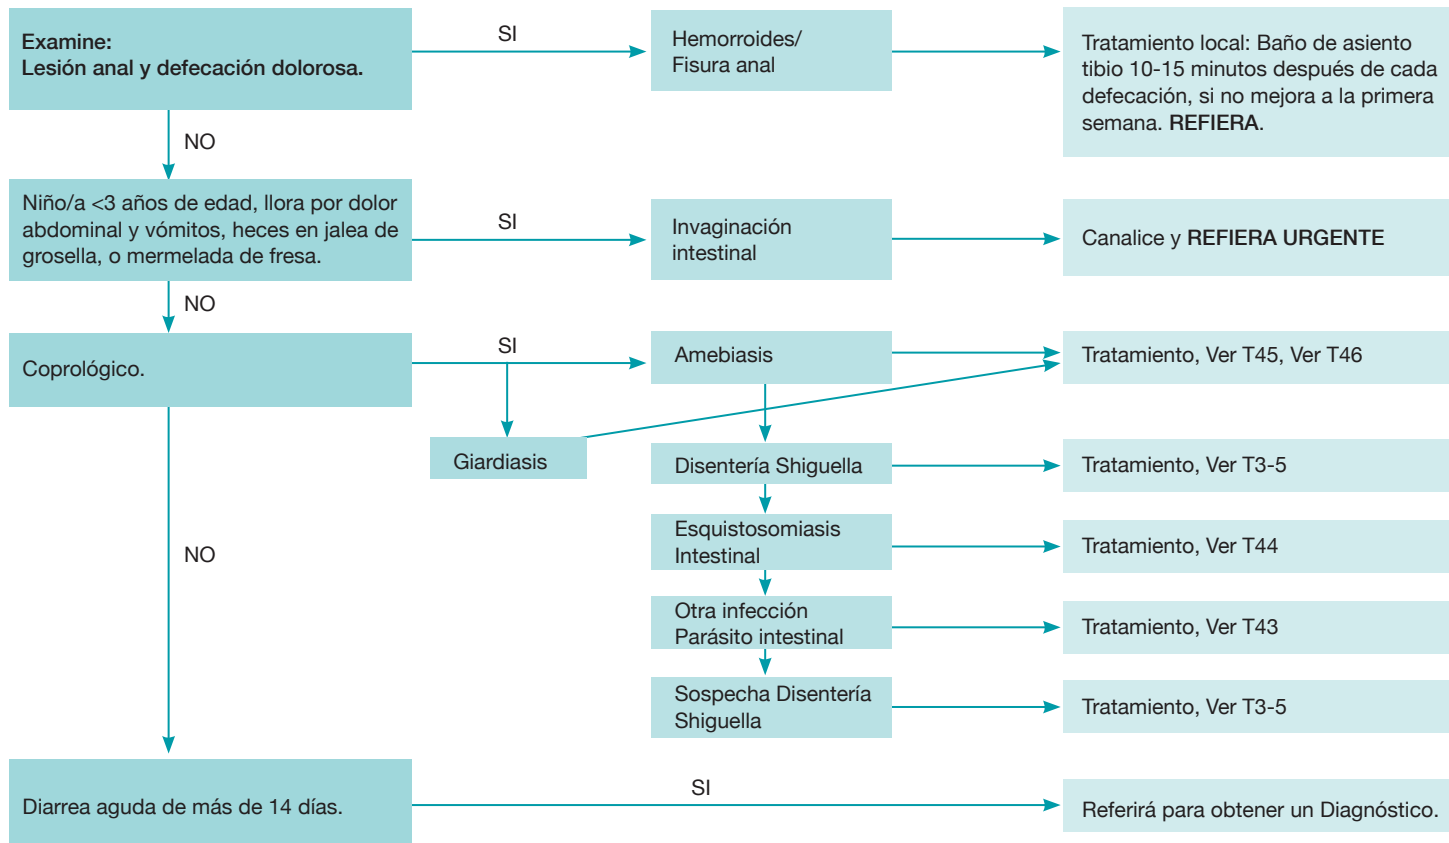 Examine:
Lesión anal y defecación dolorosa.
SI
Hemorroides/
Fisura anal
Tratamiento local: Baño de asiento
tibio 10-15 minutos después de cada
defecación, si no mejora a la primera
semana. REFIERA.
NO
Niño/a <3 años de edad, llora por dolor
abdominal y vómitos, heces en jalea de
grosella, o mermelada de fresa.
SI
Invaginación
intestinal
Canalice y REFIERA URGENTE
NO
Coprológico.
SI
Amebiasis
Tratamiento, Ver T45, Ver T46
Giardiasis
Disentería Shiguella
Tratamiento, Ver T3-5
NO
Esquistosomiasis
Intestinal
Tratamiento, Ver T44
Otra infección
Parásito intestinal
Tratamiento, Ver T43
Sospecha Disentería
Shiguella
Tratamiento, Ver T3-5
Diarrea aguda de más de 14 días.
SI
Referirá para obtener un Diagnóstico.